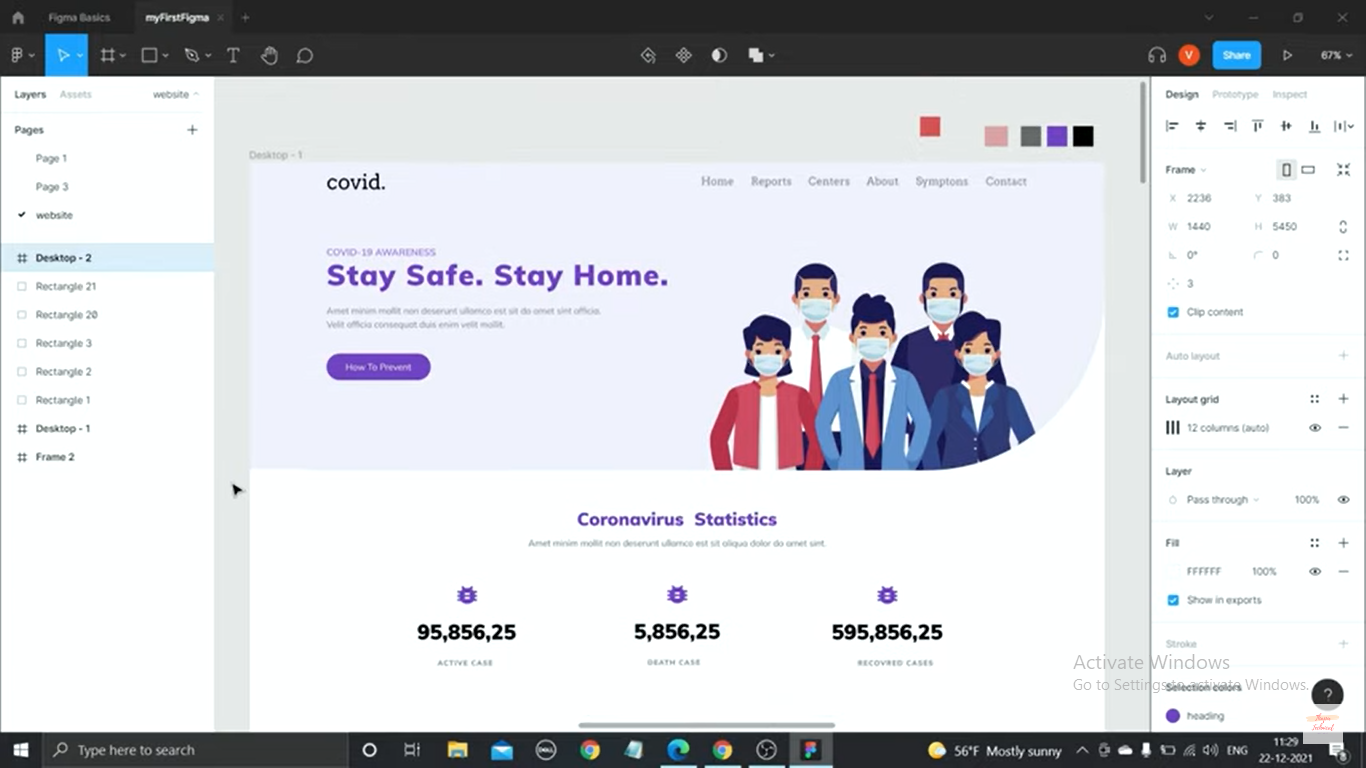 Figma Basics
myFirstFigma
Share
V
67%
Layers
Assets
website
Pages
Page 1
Page 3
website
Desktop - 2
Rectangle 21
Rectangle 20
Rectangle 3
Rectangle 2
Rectangle 1
Desktop - 1
Frame 2
Desktop - 1
covid.
Home Reports Centers About Symptoms Contact
COVID-19 AWARENESS
Stay Safe. Stay Home.
Amet minim mollit non deserunt ullamco est sit do amet sint officia.
Velit officia consequat duis enim velit mollit.
How To Prevent
Coronavirus Statistics
Amet minim mollit non deserunt ullamco est sit aliqua dolor do amet sint.
95,856,25
5,856,25
595,856,25
ACTIVE CASE
DEATH CASE
RECOVRED CASES
Design Prototype Inspect
Frame
X 2236 Y 383
W 1440 H 5450
0° 0
3
Clip content
Auto layout
Layout grid
12 columns (auto)
Layer
Pass through 100%
Fill
FFFFFF 100%
Show in exports
Stroke
Activate Windows
Go to Settings to activate Windows.
Selection colors
?
heading
Type here to search
DELL
56°F Mostly sunny
ENG
11:29
22-12-2021